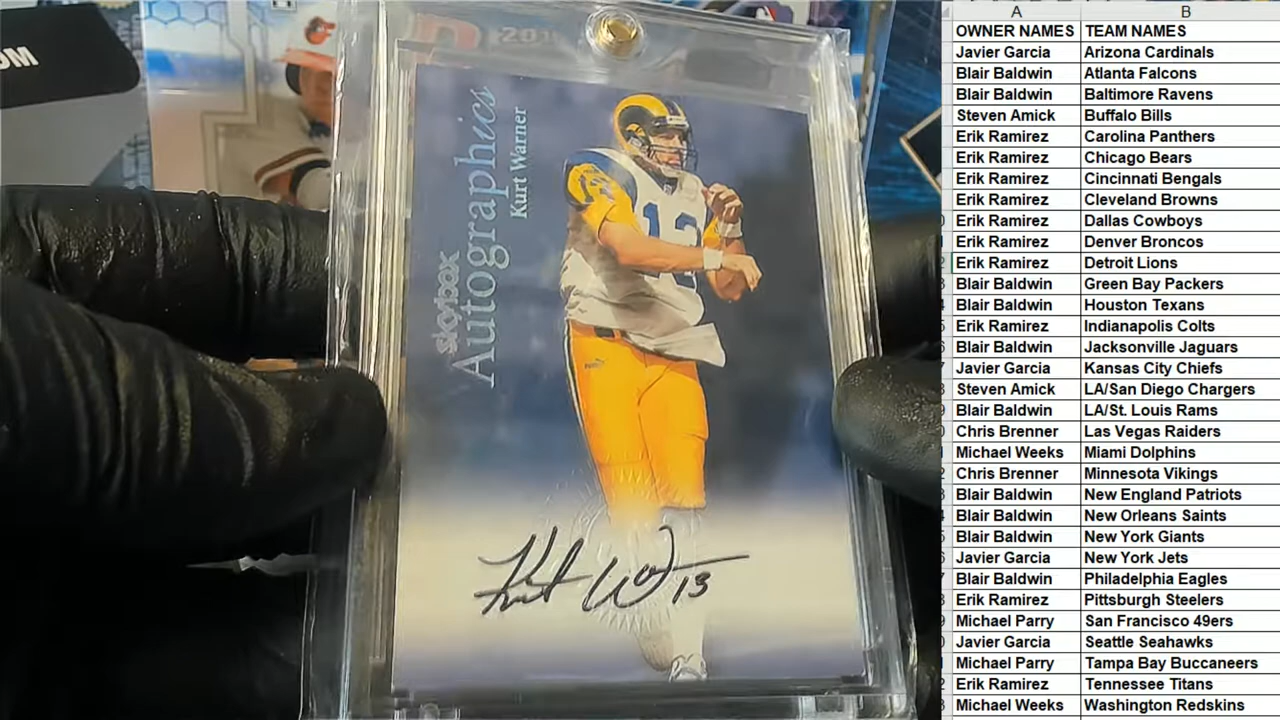 OM
201
skybox
Autographics
Kurt Warner
13
Kurt Wa 13
A B
OWNER NAMES TEAM NAMES
Javier Garcia Arizona Cardinals
Blair Baldwin Atlanta Falcons
Blair Baldwin Baltimore Ravens
Steven Amick Buffalo Bills
Erik Ramirez Carolina Panthers
Erik Ramirez Chicago Bears
Erik Ramirez Cincinnati Bengals
Erik Ramirez Cleveland Browns
Erik Ramirez Dallas Cowboys
Erik Ramirez Denver Broncos
Erik Ramirez Detroit Lions
Blair Baldwin Green Bay Packers
Blair Baldwin Houston Texans
Erik Ramirez Indianapolis Colts
Blair Baldwin Jacksonville Jaguars
Javier Garcia Kansas City Chiefs
Steven Amick LA/San Diego Chargers
Blair Baldwin LA/St. Louis Rams
Chris Brenner Las Vegas Raiders
Michael Weeks Miami Dolphins
Chris Brenner Minnesota Vikings
Blair Baldwin New England Patriots
Blair Baldwin New Orleans Saints
Blair Baldwin New York Giants
Javier Garcia New York Jets
Blair Baldwin Philadelphia Eagles
Erik Ramirez Pittsburgh Steelers
Michael Parry San Francisco 49ers
Javier Garcia Seattle Seahawks
Michael Parry Tampa Bay Buccaneers
Erik Ramirez Tennessee Titans
Michael Weeks Washington Redskins